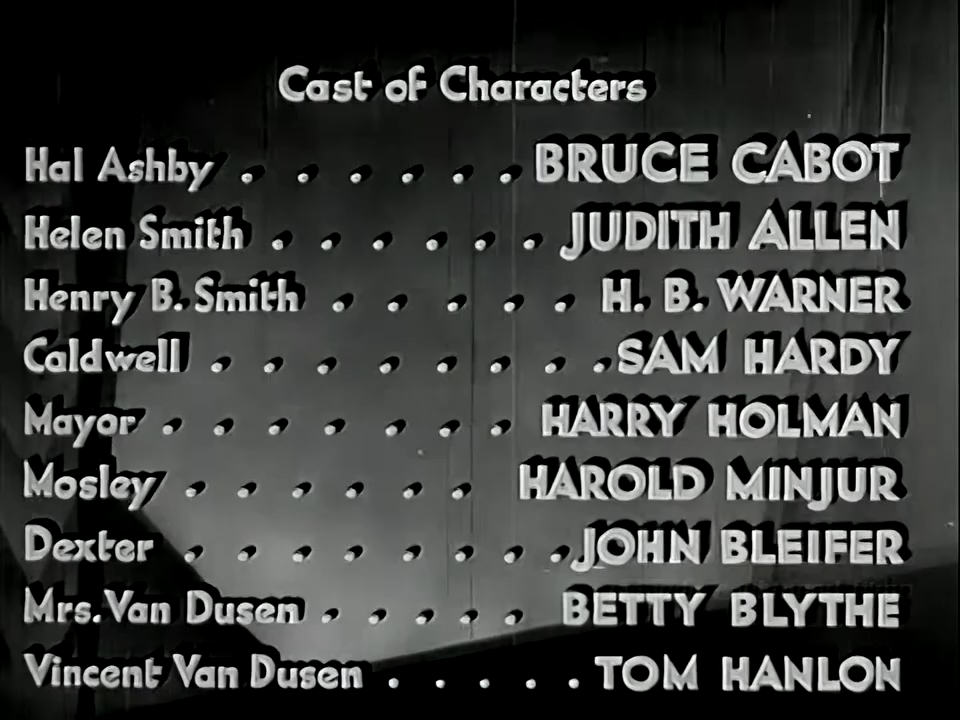 Cast of Characters
Hal Ashby . . . . . . BRUCE CABOT
Helen Smith . . . . . . JUDITH ALLEN
Henry B. Smith . . . . . H. B. WARNER
Caldwell . . . . . . . . SAM HARDY
Mayor . . . . . . . HARRY HOLMAN
Mosley . . . . . . HAROLD MINJUR
Dexter . . . . . . . . JOHN BLEIFER
Mrs. Van Dusen . . . . . BETTY BLYTHE
Vincent Van Dusen . . . . . TOM HANLON